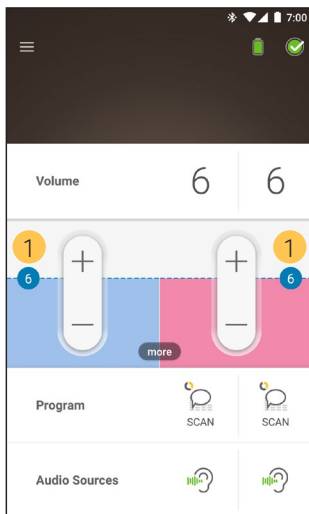 7:00
Volume 6 6
1 1
+ +
6 6
− −
more
Program SCAN SCAN
Audio Sources